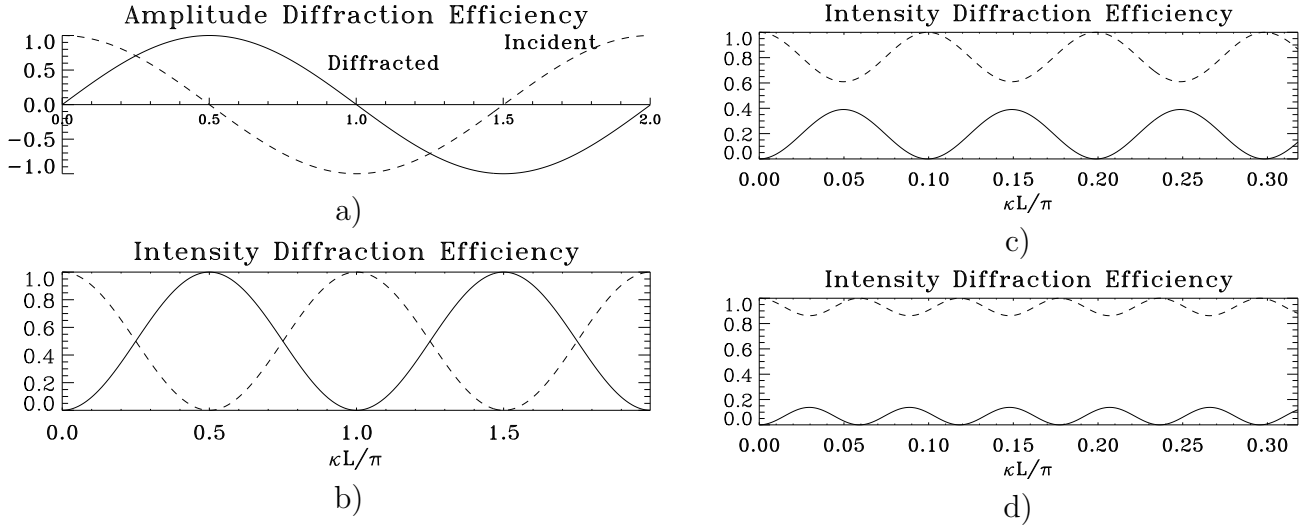 Amplitude Diffraction Efficiency
1.0
0.5
0.0
−0.5
−1.0
Incident
Diffracted
0.0 0.5 1.0 1.5 2.0
a)
Intensity Diffraction Efficiency
1.0
0.8
0.6
0.4
0.2
0.0
0.0 0.5 1.0 1.5
κL/π
b)
Intensity Diffraction Efficiency
1.0
0.8
0.6
0.4
0.2
0.0
0.00 0.05 0.10 0.15 0.20 0.25 0.30
κL/π
c)
Intensity Diffraction Efficiency
1.0
0.8
0.6
0.4
0.2
0.0
0.00 0.05 0.10 0.15 0.20 0.25 0.30
κL/π
d)